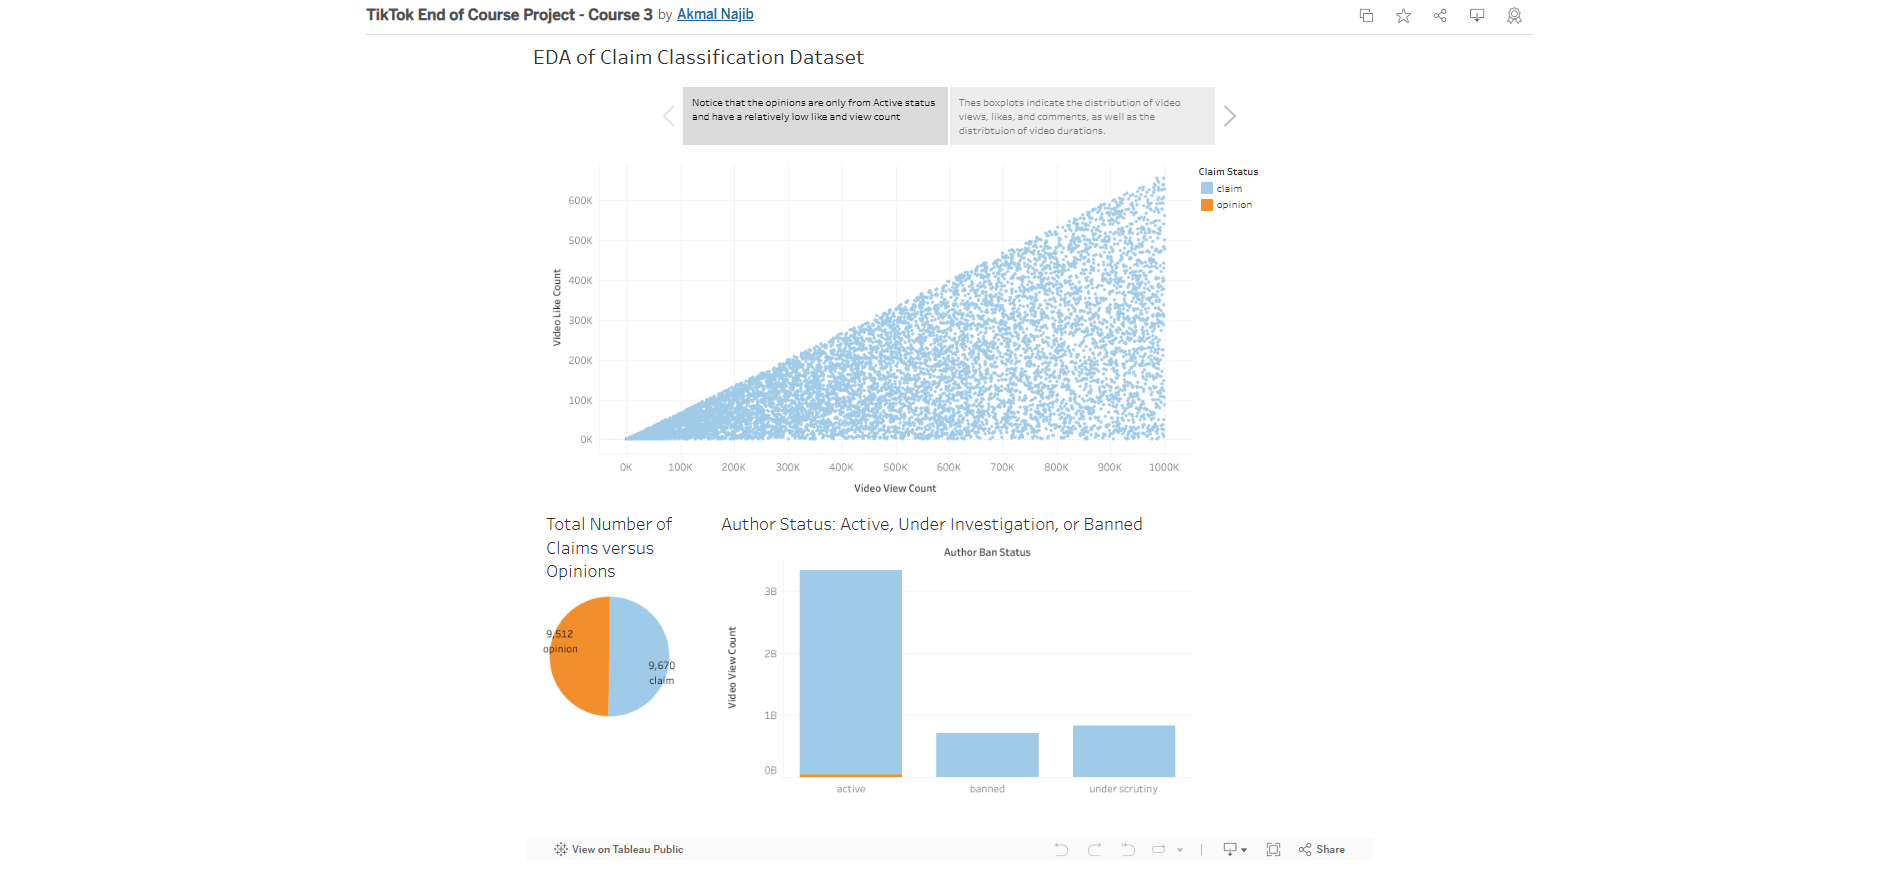 TikTok End of Course Project - Course 3 by Akmal Najib
EDA of Claim Classification Dataset
Notice that the opinions are only from Active status
and have a relatively low like and view count
Thes boxplots indicate the distribution of video
views, likes, and comments, as well as the
distribtuion of video durations.
Claim Status
claim
opinion
Video Like Count
600K
500K
400K
300K
200K
100K
0K
0K 100K 200K 300K 400K 500K 600K 700K 800K 900K 1000K
Video View Count
Total Number of
Claims versus
Opinions
9,512
opinion
9,670
claim
Author Status: Active, Under Investigation, or Banned
Author Ban Status
Video View Count
3B
2B
1B
0B
active banned under scrutiny
View on Tableau Public
Share